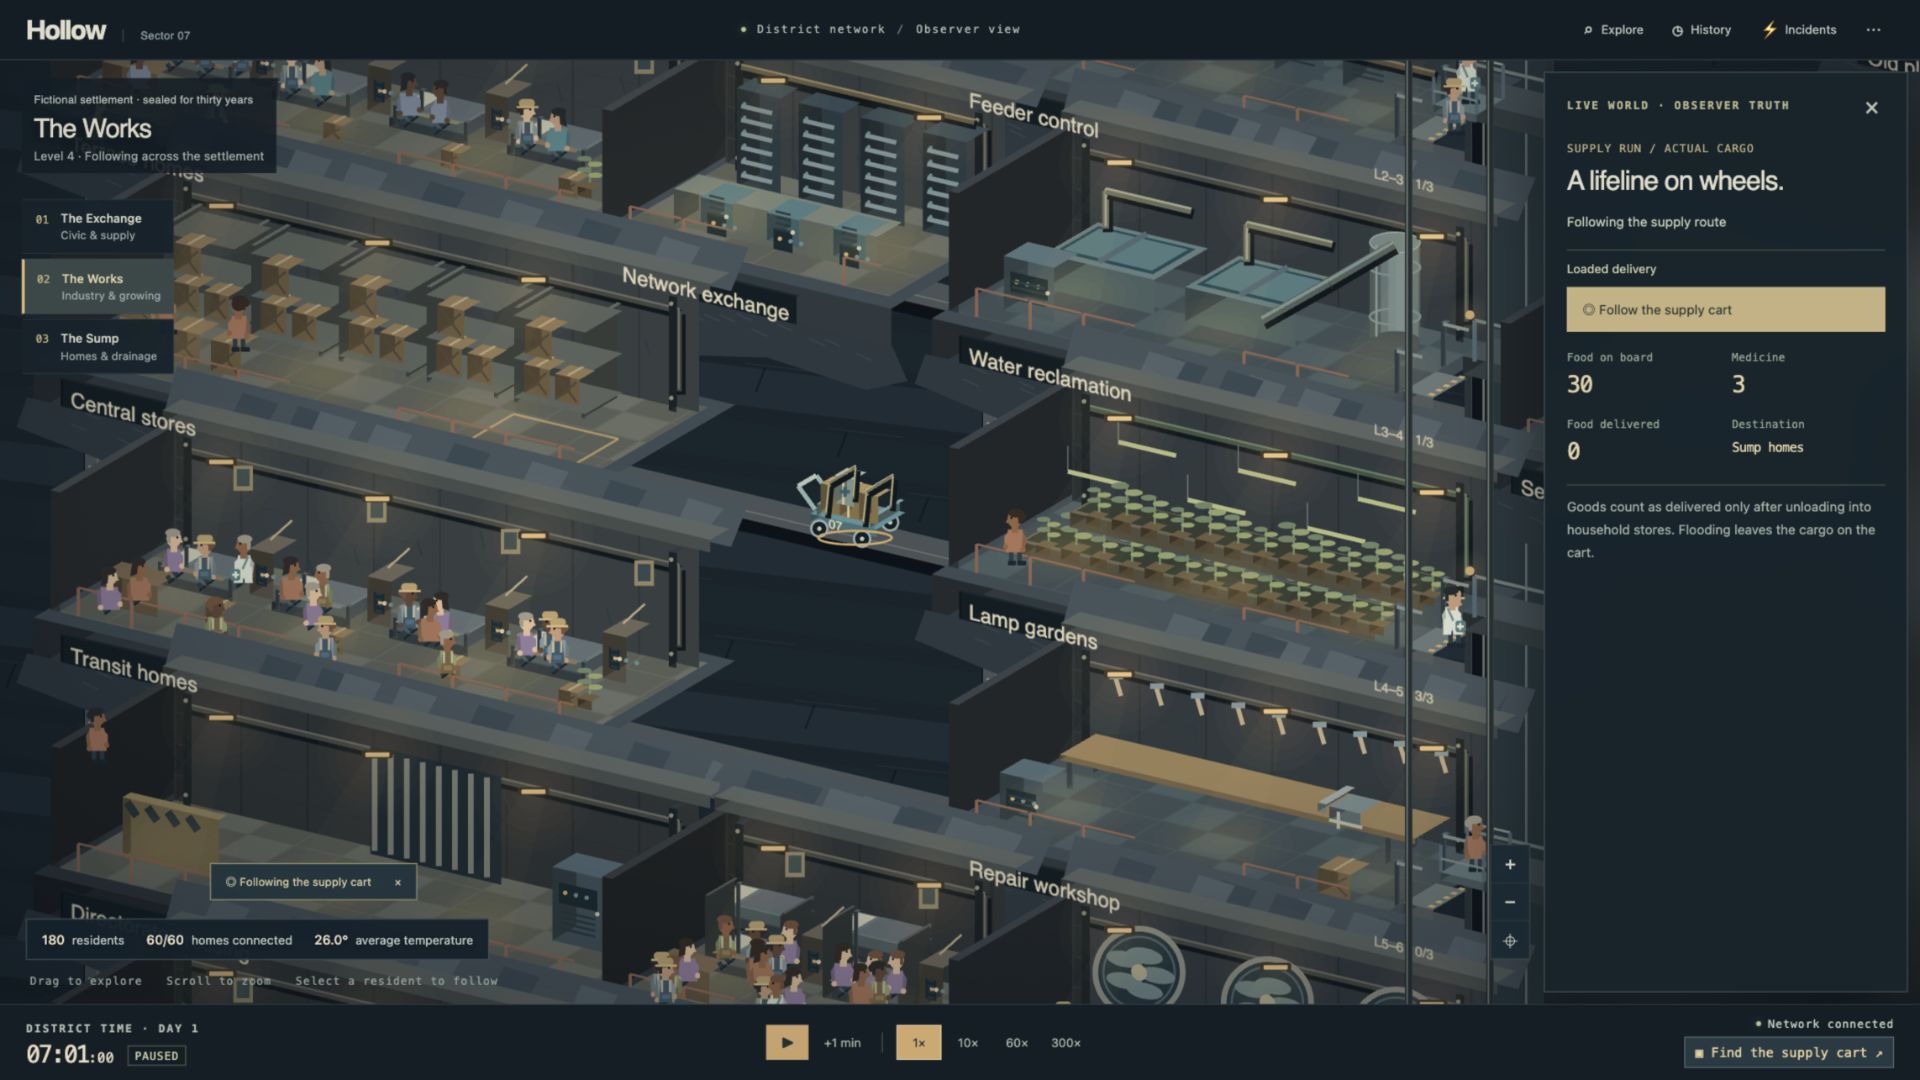 Hollow
Sector 07
District network / Observer view
Explore
History
Incidents
Fictional settlement · sealed for thirty years
The Works
Level 4 · Following across the settlement
01 The Exchange
Civic & supply
02 The Works
Industry & growing
03 The Sump
Homes & drainage
Feeder control
L2–3 1/3
Network exchange
Water reclamation
L3–4 1/3
Central stores
Lamp gardens
L4–5 3/3
Transit homes
Repair workshop
L5–6 0/3
07
LIVE WORLD · OBSERVER TRUTH
SUPPLY RUN / ACTUAL CARGO
A lifeline on wheels.
Following the supply route
Loaded delivery
Follow the supply cart
Food on board
30
Medicine
3
Food delivered
0
Destination
Sump homes
Goods count as delivered only after unloading into
household stores. Flooding leaves the cargo on the
cart.
Following the supply cart ×
180 residents 60/60 homes connected 26.0° average temperature
Drag to explore Scroll to zoom Select a resident to follow
+
−
DISTRICT TIME · DAY 1
07:01:00 PAUSED
+1 min
1×
10×
60×
300×
Network connected
Find the supply cart ↗